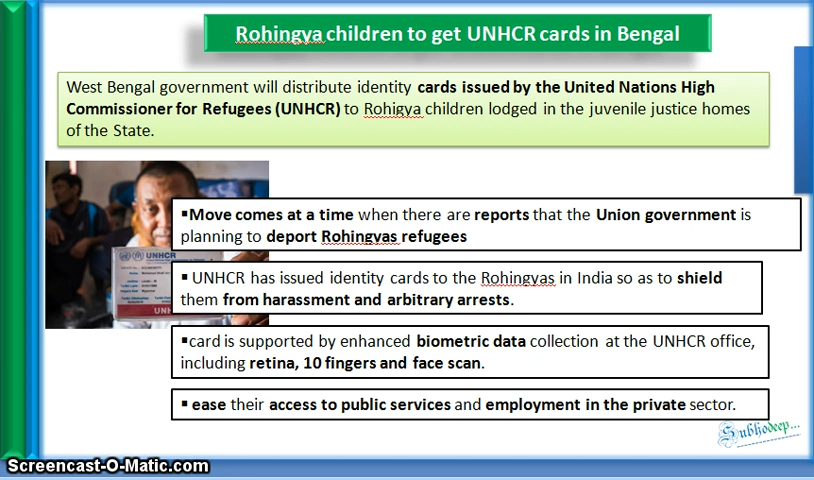 Rohingya children to get UNHCR cards in Bengal
West Bengal government will distribute identity cards issued by the United Nations High
Commissioner for Refugees (UNHCR) to Rohigya children lodged in the juvenile justice homes
of the State.
▪Move comes at a time when there are reports that the Union government is
planning to deport Rohingyas refugees
UNHCR
▪ UNHCR has issued identity cards to the Rohingyas in India so as to shield
them from harassment and arbitrary arrests.
▪card is supported by enhanced biometric data collection at the UNHCR office,
including retina, 10 fingers and face scan.
▪ ease their access to public services and employment in the private sector.
Subhodeep...
Screencast-O-Matic.com